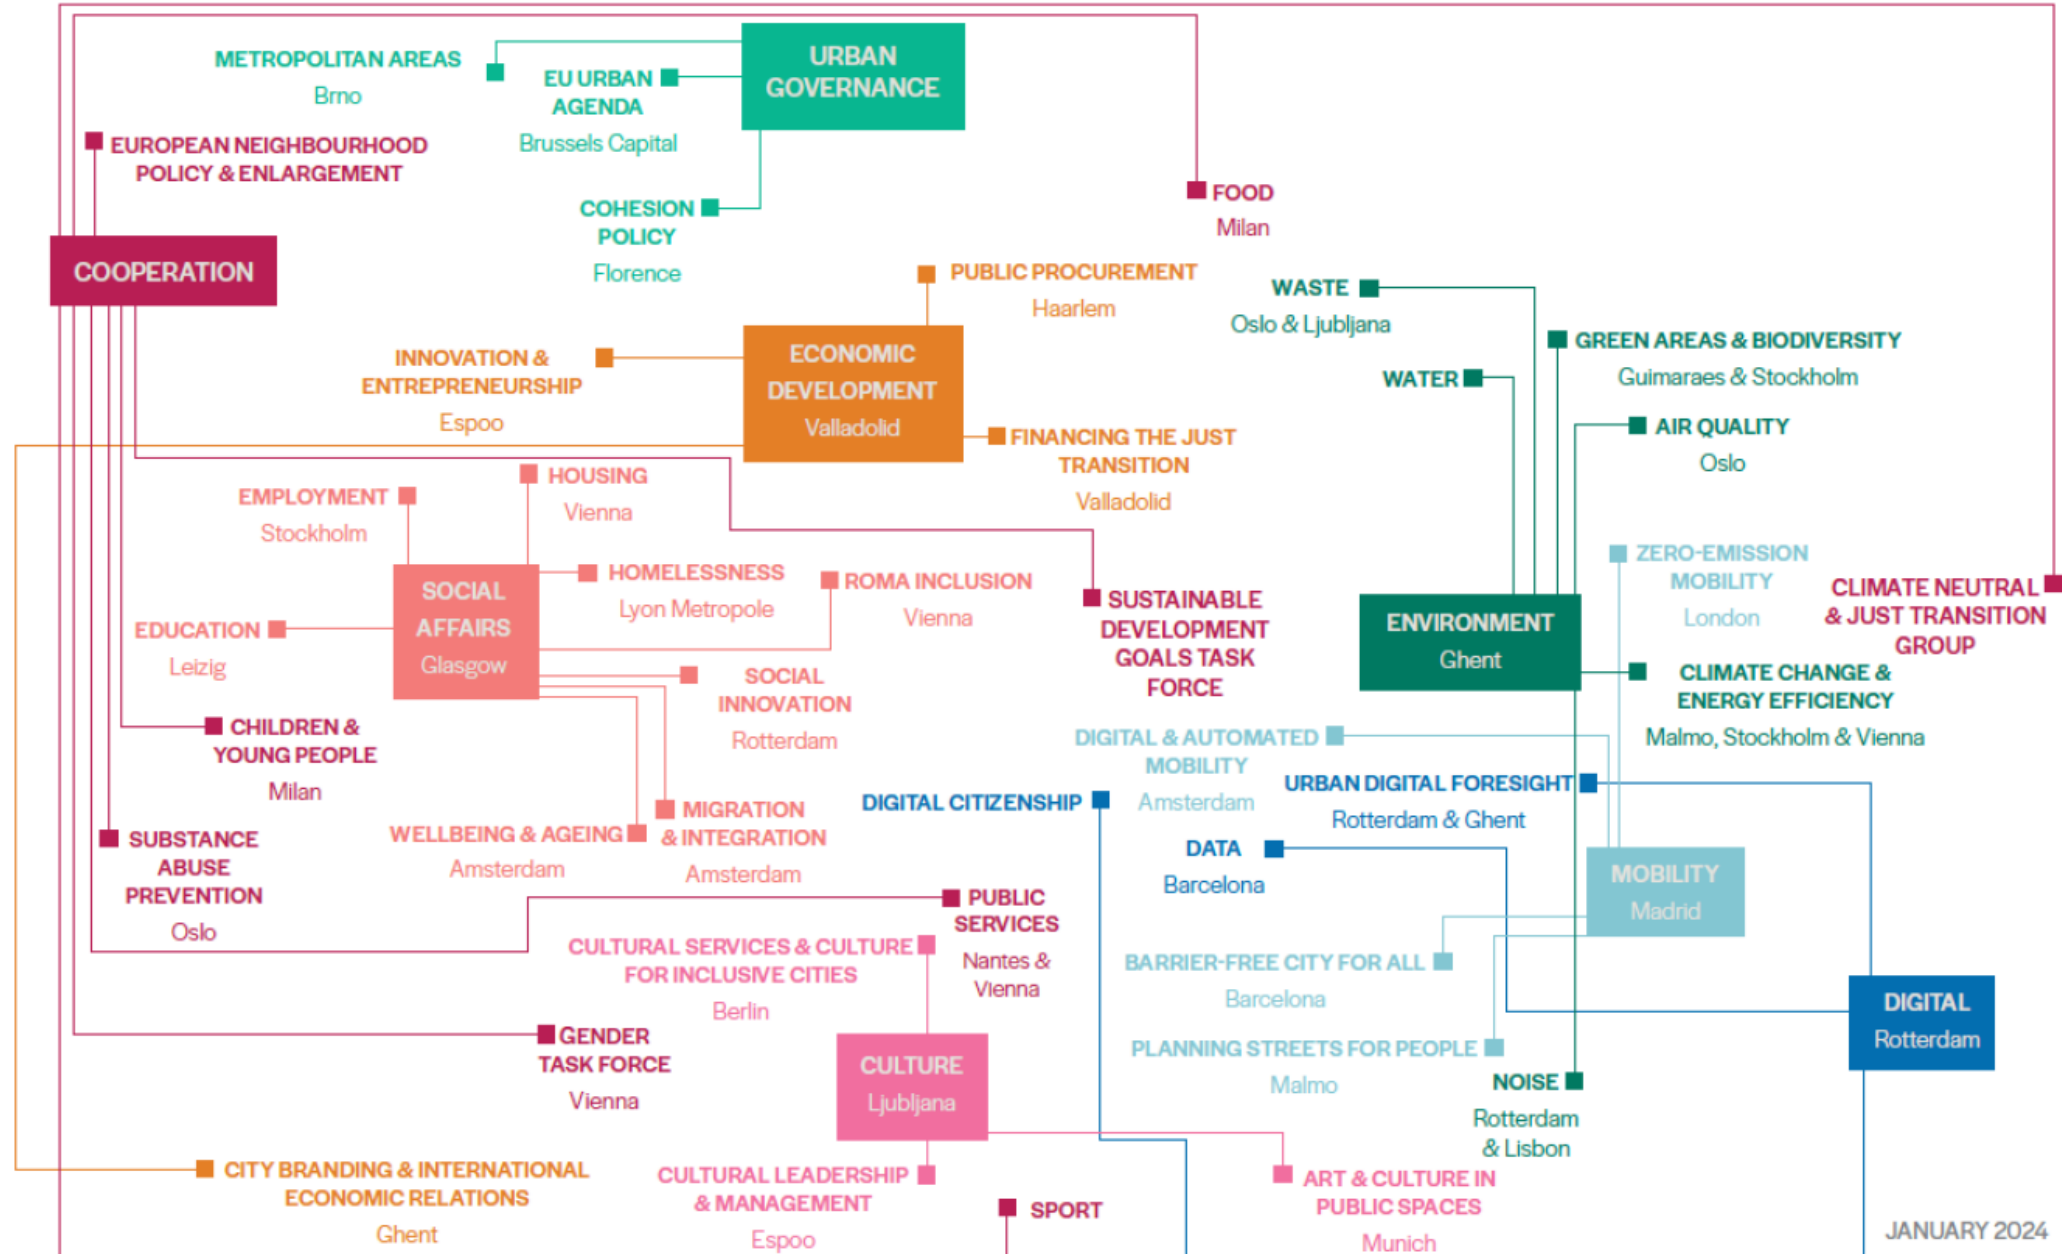 URBAN
GOVERNANCE
METROPOLITAN AREAS
Brno
EU URBAN
AGENDA
Brussels Capital
COHESION
POLICY
Florence
EUROPEAN NEIGHBOURHOOD
POLICY & ENLARGEMENT
COOPERATION
FOOD
Milan
PUBLIC PROCUREMENT
Haarlem
ECONOMIC
DEVELOPMENT
Valladolid
INNOVATION &
ENTREPRENEURSHIP
Espoo
FINANCING THE JUST
TRANSITION
Valladolid
WASTE
Oslo & Ljubljana
GREEN AREAS & BIODIVERSITY
Guimaraes & Stockholm
WATER
AIR QUALITY
Oslo
HOUSING
Vienna
EMPLOYMENT
Stockholm
SOCIAL
AFFAIRS
Glasgow
HOMELESSNESS
Lyon Metropole
ROMA INCLUSION
Vienna
EDUCATION
Leizig
SOCIAL
INNOVATION
Rotterdam
SUSTAINABLE
DEVELOPMENT
GOALS TASK
FORCE
ENVIRONMENT
Ghent
ZERO-EMISSION
MOBILITY
London
CLIMATE NEUTRAL
& JUST TRANSITION
GROUP
CLIMATE CHANGE &
ENERGY EFFICIENCY
Malmo, Stockholm & Vienna
CHILDREN &
YOUNG PEOPLE
Milan
DIGITAL & AUTOMATED
MOBILITY
Amsterdam
URBAN DIGITAL FORESIGHT
Rotterdam & Ghent
DIGITAL CITIZENSHIP
MIGRATION
& INTEGRATION
Amsterdam
WELLBEING & AGEING
Amsterdam
SUBSTANCE
ABUSE
PREVENTION
Oslo
DATA
Barcelona
MOBILITY
Madrid
PUBLIC
SERVICES
Nantes &
Vienna
CULTURAL SERVICES & CULTURE
FOR INCLUSIVE CITIES
Berlin
BARRIER-FREE CITY FOR ALL
Barcelona
DIGITAL
Rotterdam
GENDER
TASK FORCE
Vienna
CULTURE
Ljubljana
PLANNING STREETS FOR PEOPLE
Malmo
NOISE
Rotterdam
& Lisbon
CITY BRANDING & INTERNATIONAL
ECONOMIC RELATIONS
Ghent
CULTURAL LEADERSHIP
& MANAGEMENT
Espoo
SPORT
ART & CULTURE IN
PUBLIC SPACES
Munich
JANUARY 2024